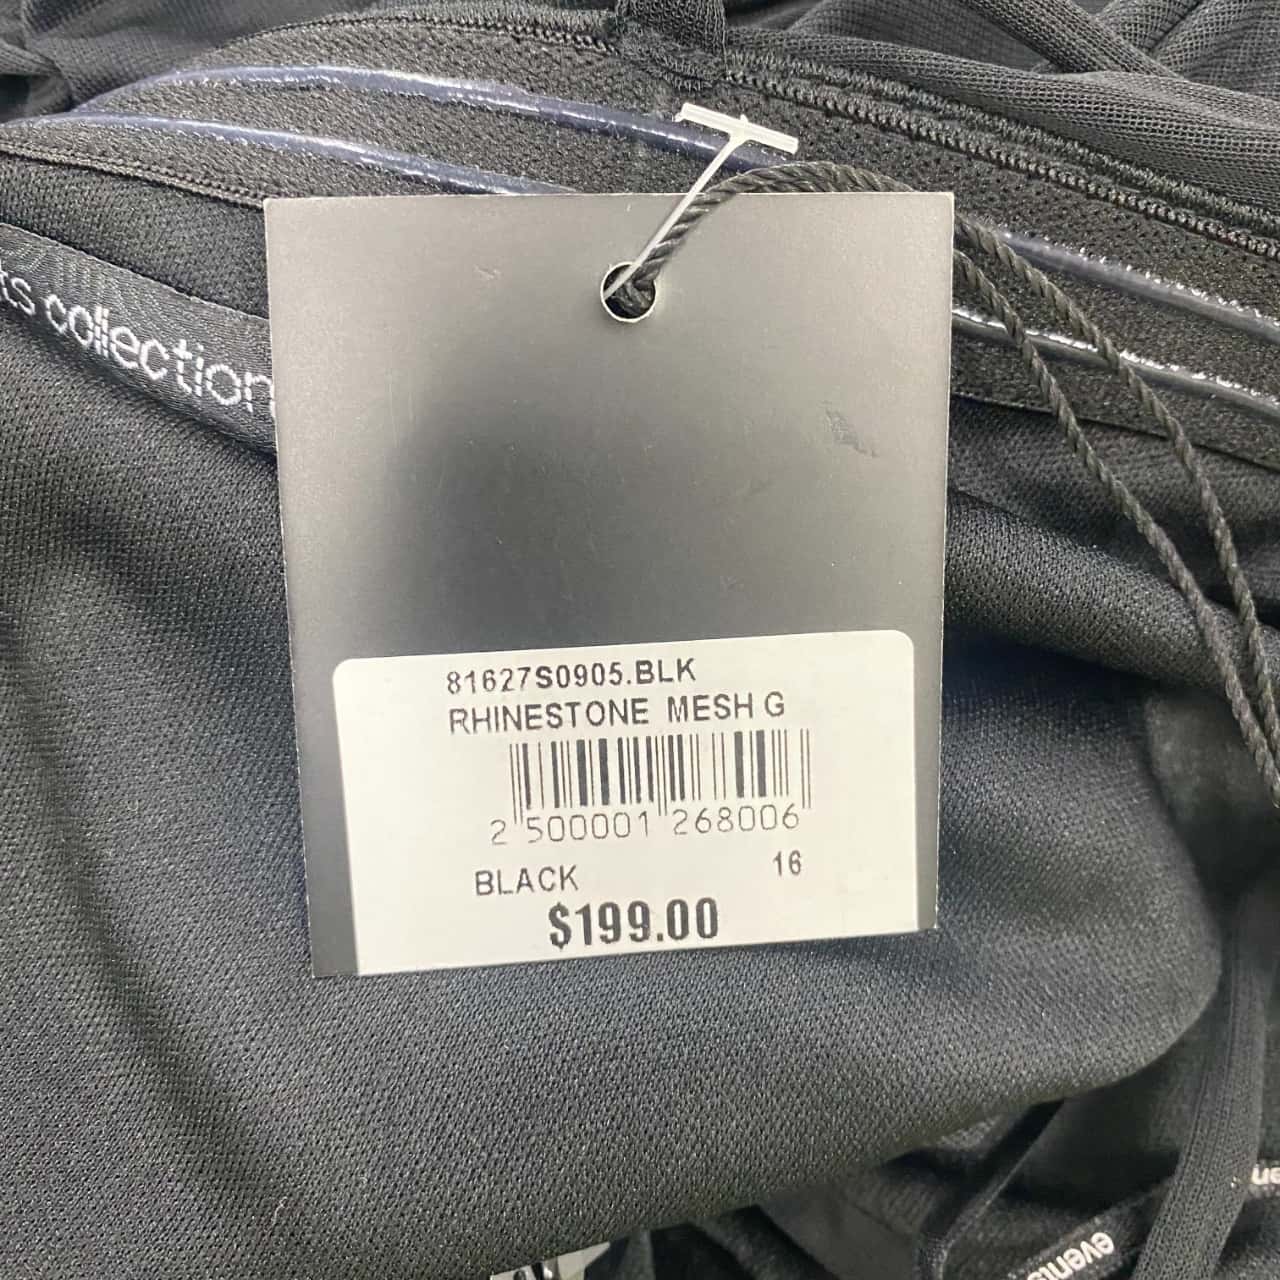 ts collection
81627S0905.BLK
RHINESTONE MESH G
2 500001 268006
BLACK 16
$199.00
events